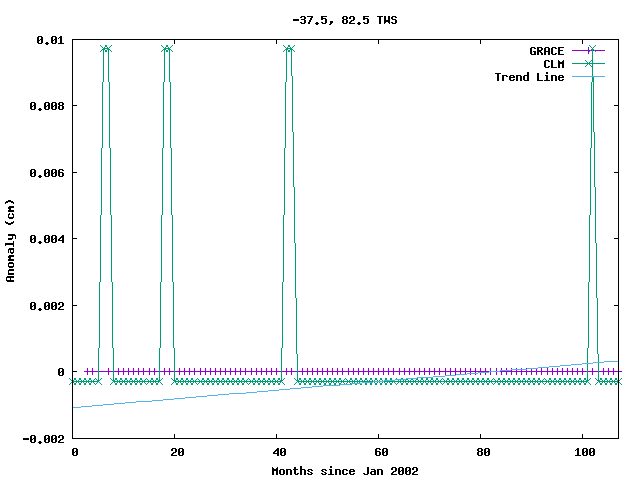 -37.5, 82.5 TWS
GRACE
CLM
Trend Line
0.01
0.008
0.006
0.004
0.002
0
-0.002
Anomaly (cm)
0 20 40 60 80 100
Months since Jan 2002